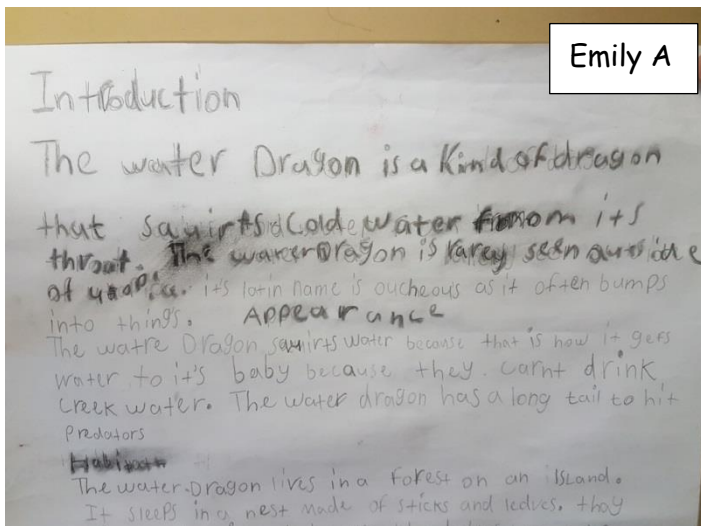 Emily A
Introduction
The water Dragon is a Kind of dragon
that squirts Cold water from its
throat. The water Dragon is rarey seen outside
of it's lotin name is oucheous as it often bumps
into things. APPearance
The watre Dragon squirts water because that is how it gets
water to it's baby because they. carnt drink
creek water. The water dragon has a long tail to hit
Predators
Habitat
The water Dragon lives in a Forest on an island.
It sleeps in a nest made of sticks and leaves. they